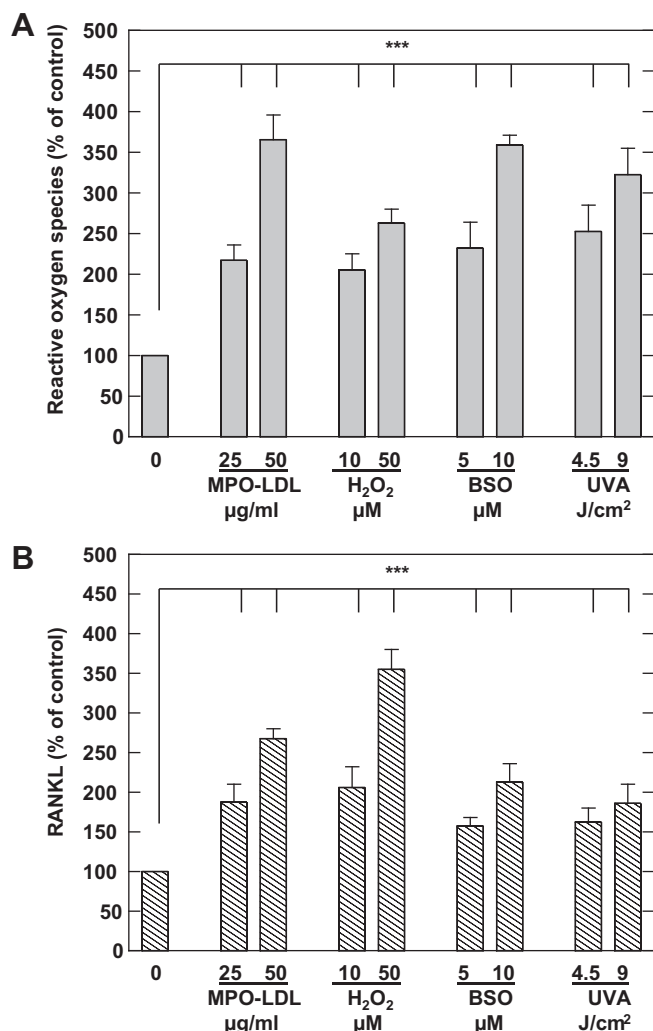 A
Reactive oxygen species (% of control)
500
450
400
350
300
250
200
150
100
50
0
***
0 25 50 10 50 5 10 4.5 9
MPO-LDL H₂O₂ BSO UVA
µg/ml µM µM J/cm²
B
RANKL (% of control)
500
450
400
350
300
250
200
150
100
50
0
***
0 25 50 10 50 5 10 4.5 9
MPO-LDL H₂O₂ BSO UVA
µg/ml µM µM J/cm²